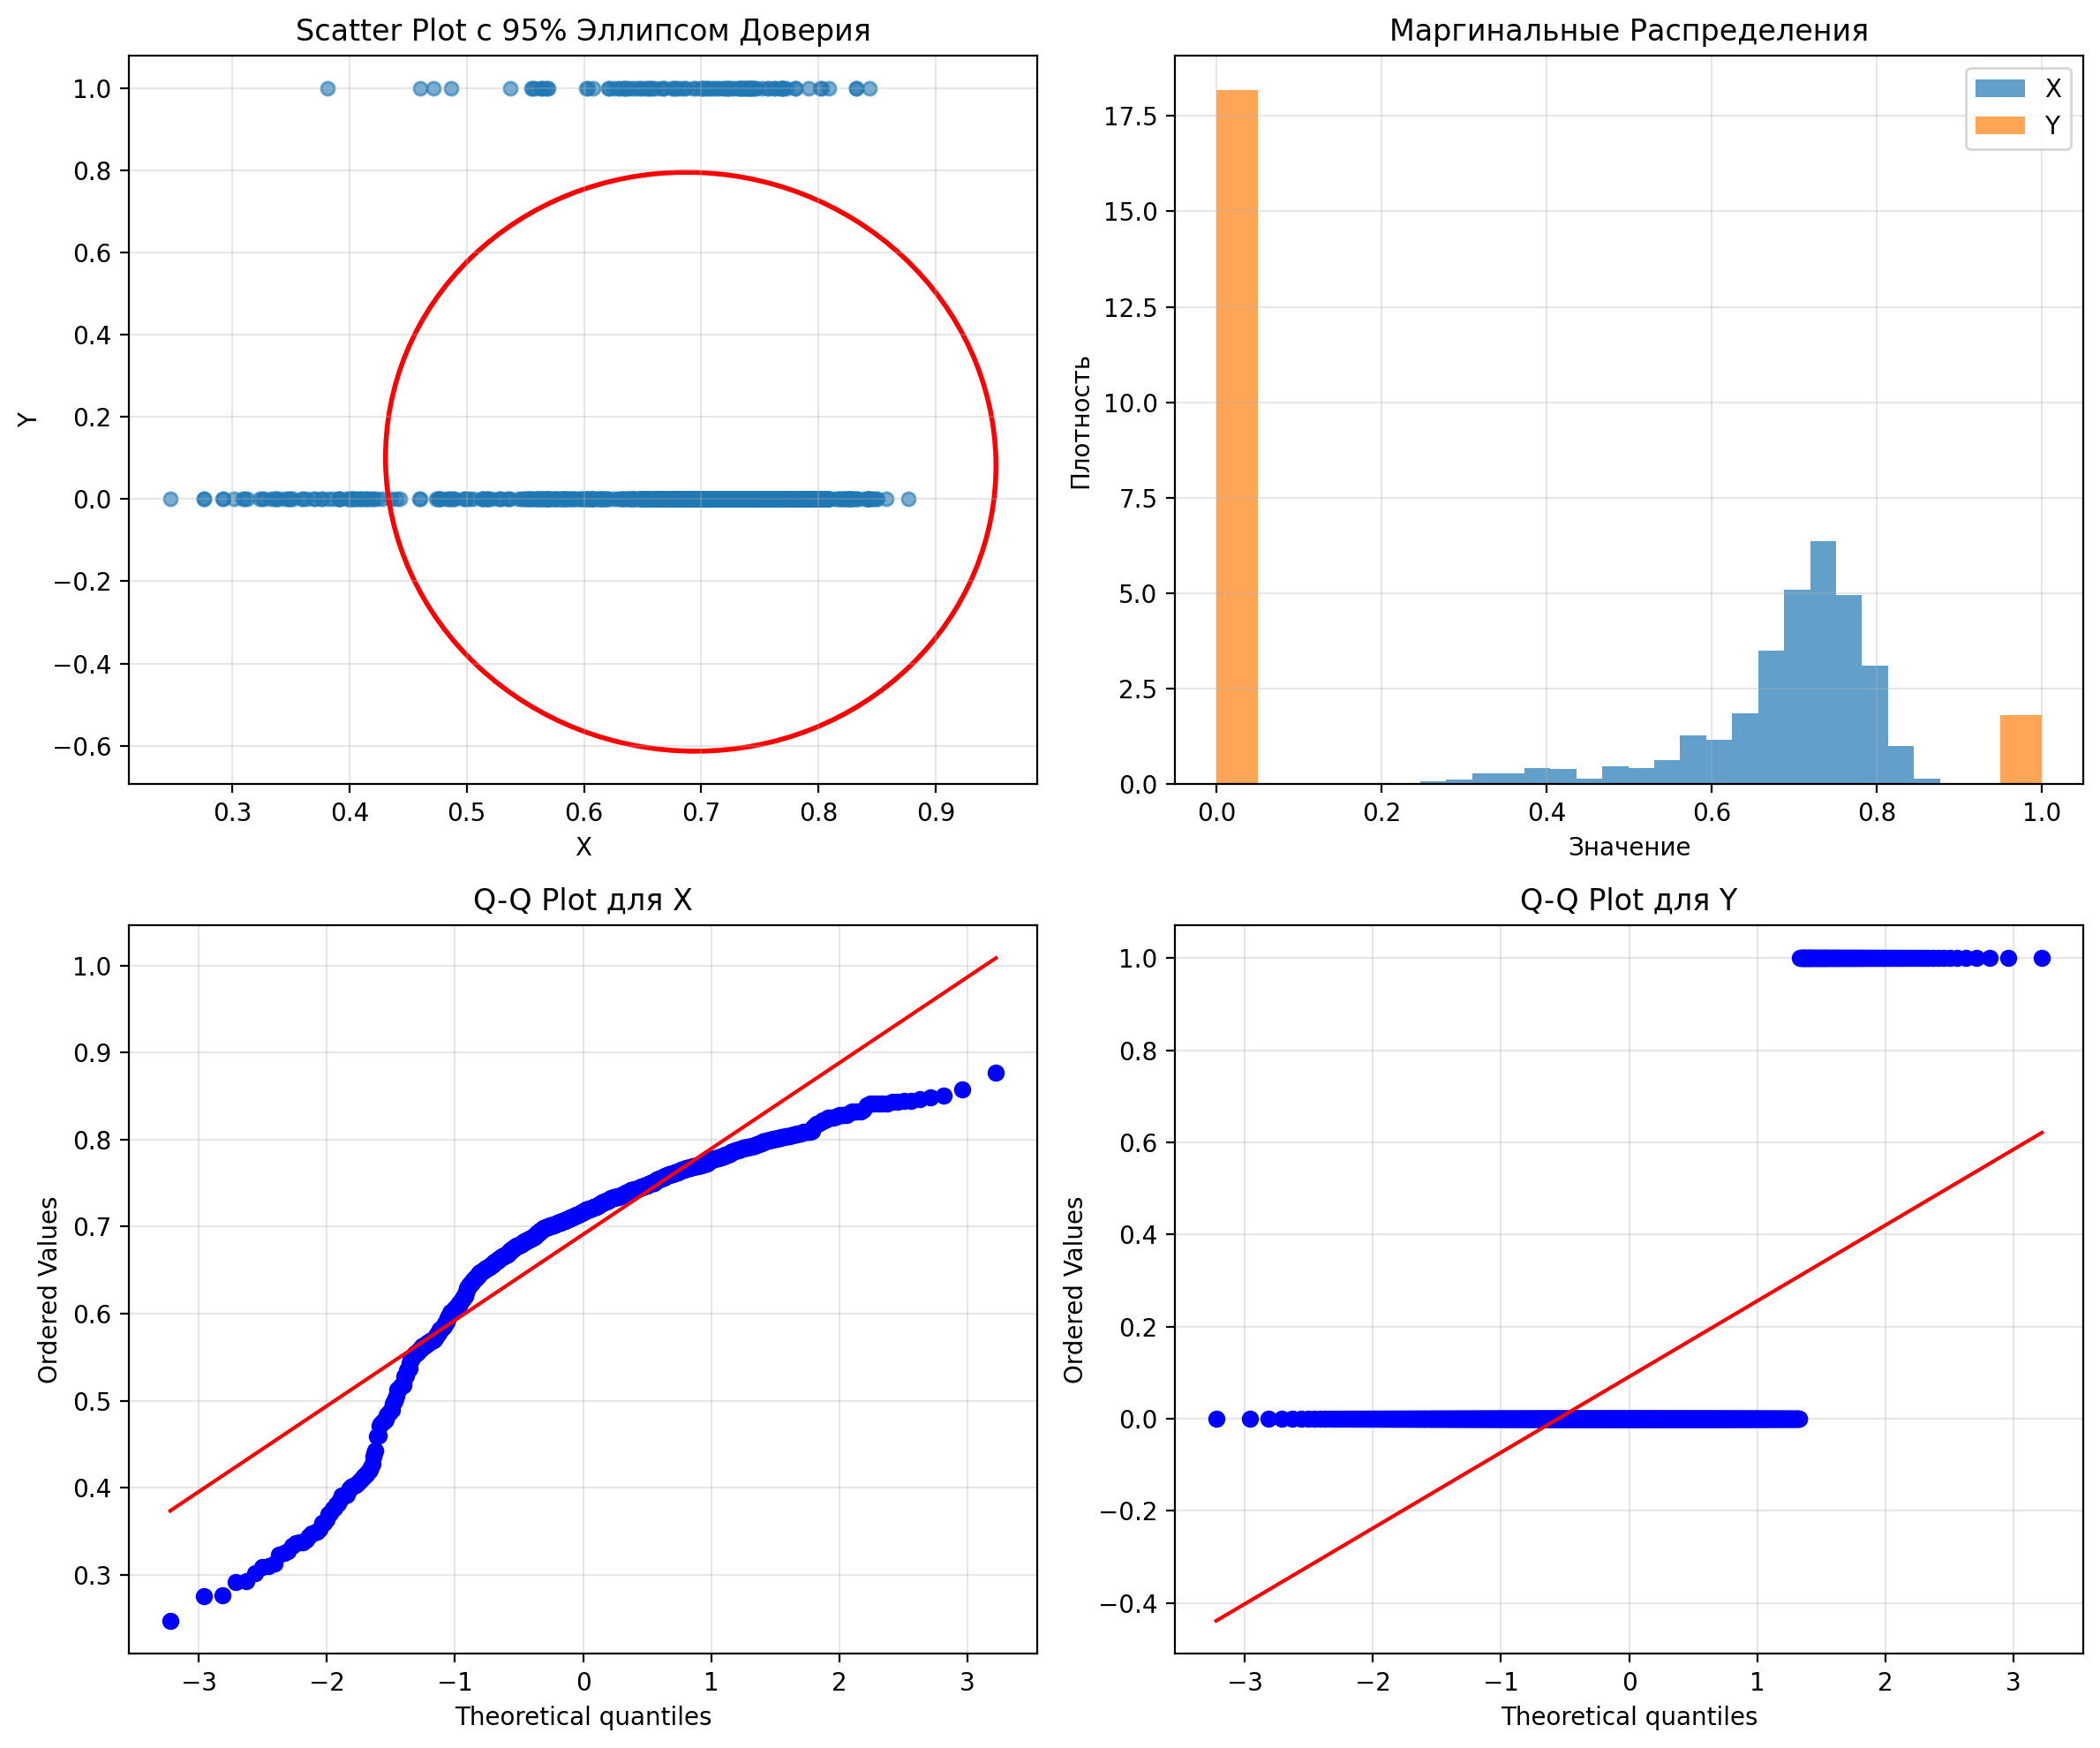 Scatter Plot с 95% Эллипсом Доверия
1.0
0.8
0.6
0.4
0.2
0.0
−0.2
−0.4
−0.6
Y
0.3 0.4 0.5 0.6 0.7 0.8 0.9
X
Маргинальные Распределения
X
Y
17.5
15.0
12.5
10.0
7.5
5.0
2.5
0.0
Плотность
0.0 0.2 0.4 0.6 0.8 1.0
Значение
Q-Q Plot для X
1.0
0.9
0.8
0.7
0.6
0.5
0.4
0.3
Ordered Values
−3 −2 −1 0 1 2 3
Theoretical quantiles
Q-Q Plot для Y
1.0
0.8
0.6
0.4
0.2
0.0
−0.2
−0.4
Ordered Values
−3 −2 −1 0 1 2 3
Theoretical quantiles